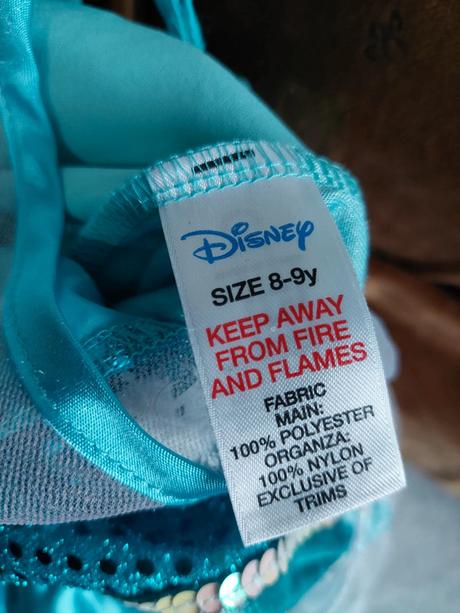 Disney
SIZE 8-9y
KEEP AWAY
FROM FIRE
AND FLAMES
FABRIC
MAIN:
100% POLYESTER
ORGANZA:
100% NYLON
EXCLUSIVE OF
TRIMS